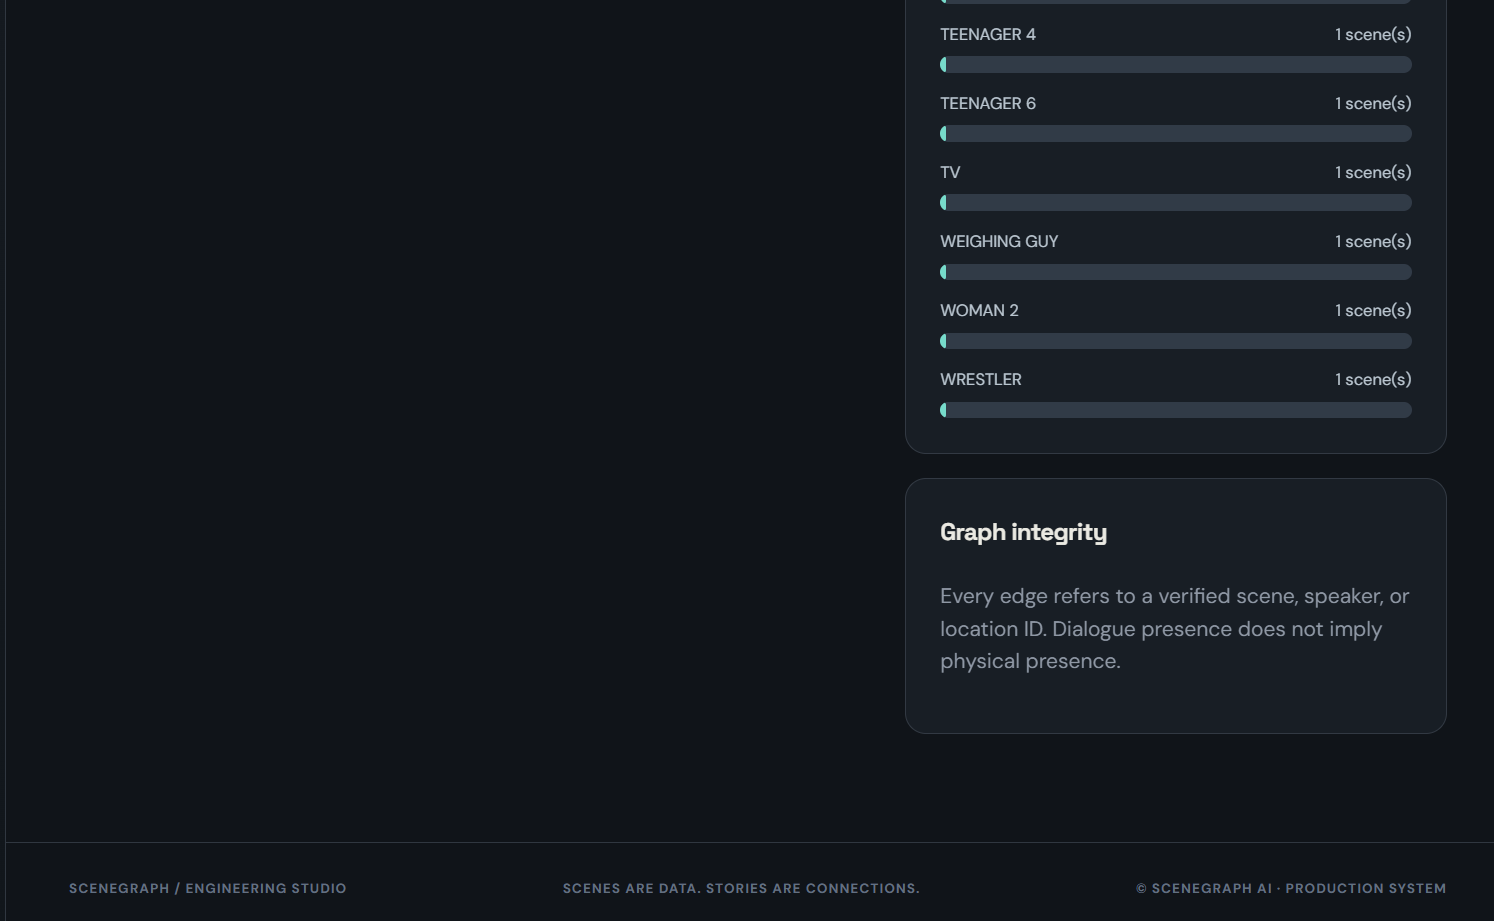 TEENAGER 4 1 scene(s)
TEENAGER 6 1 scene(s)
TV 1 scene(s)
WEIGHING GUY 1 scene(s)
WOMAN 2 1 scene(s)
WRESTLER 1 scene(s)
Graph integrity
Every edge refers to a verified scene, speaker, or
location ID. Dialogue presence does not imply
physical presence.
SCENEGRAPH / ENGINEERING STUDIO SCENES ARE DATA. STORIES ARE CONNECTIONS. © SCENEGRAPH AI · PRODUCTION SYSTEM